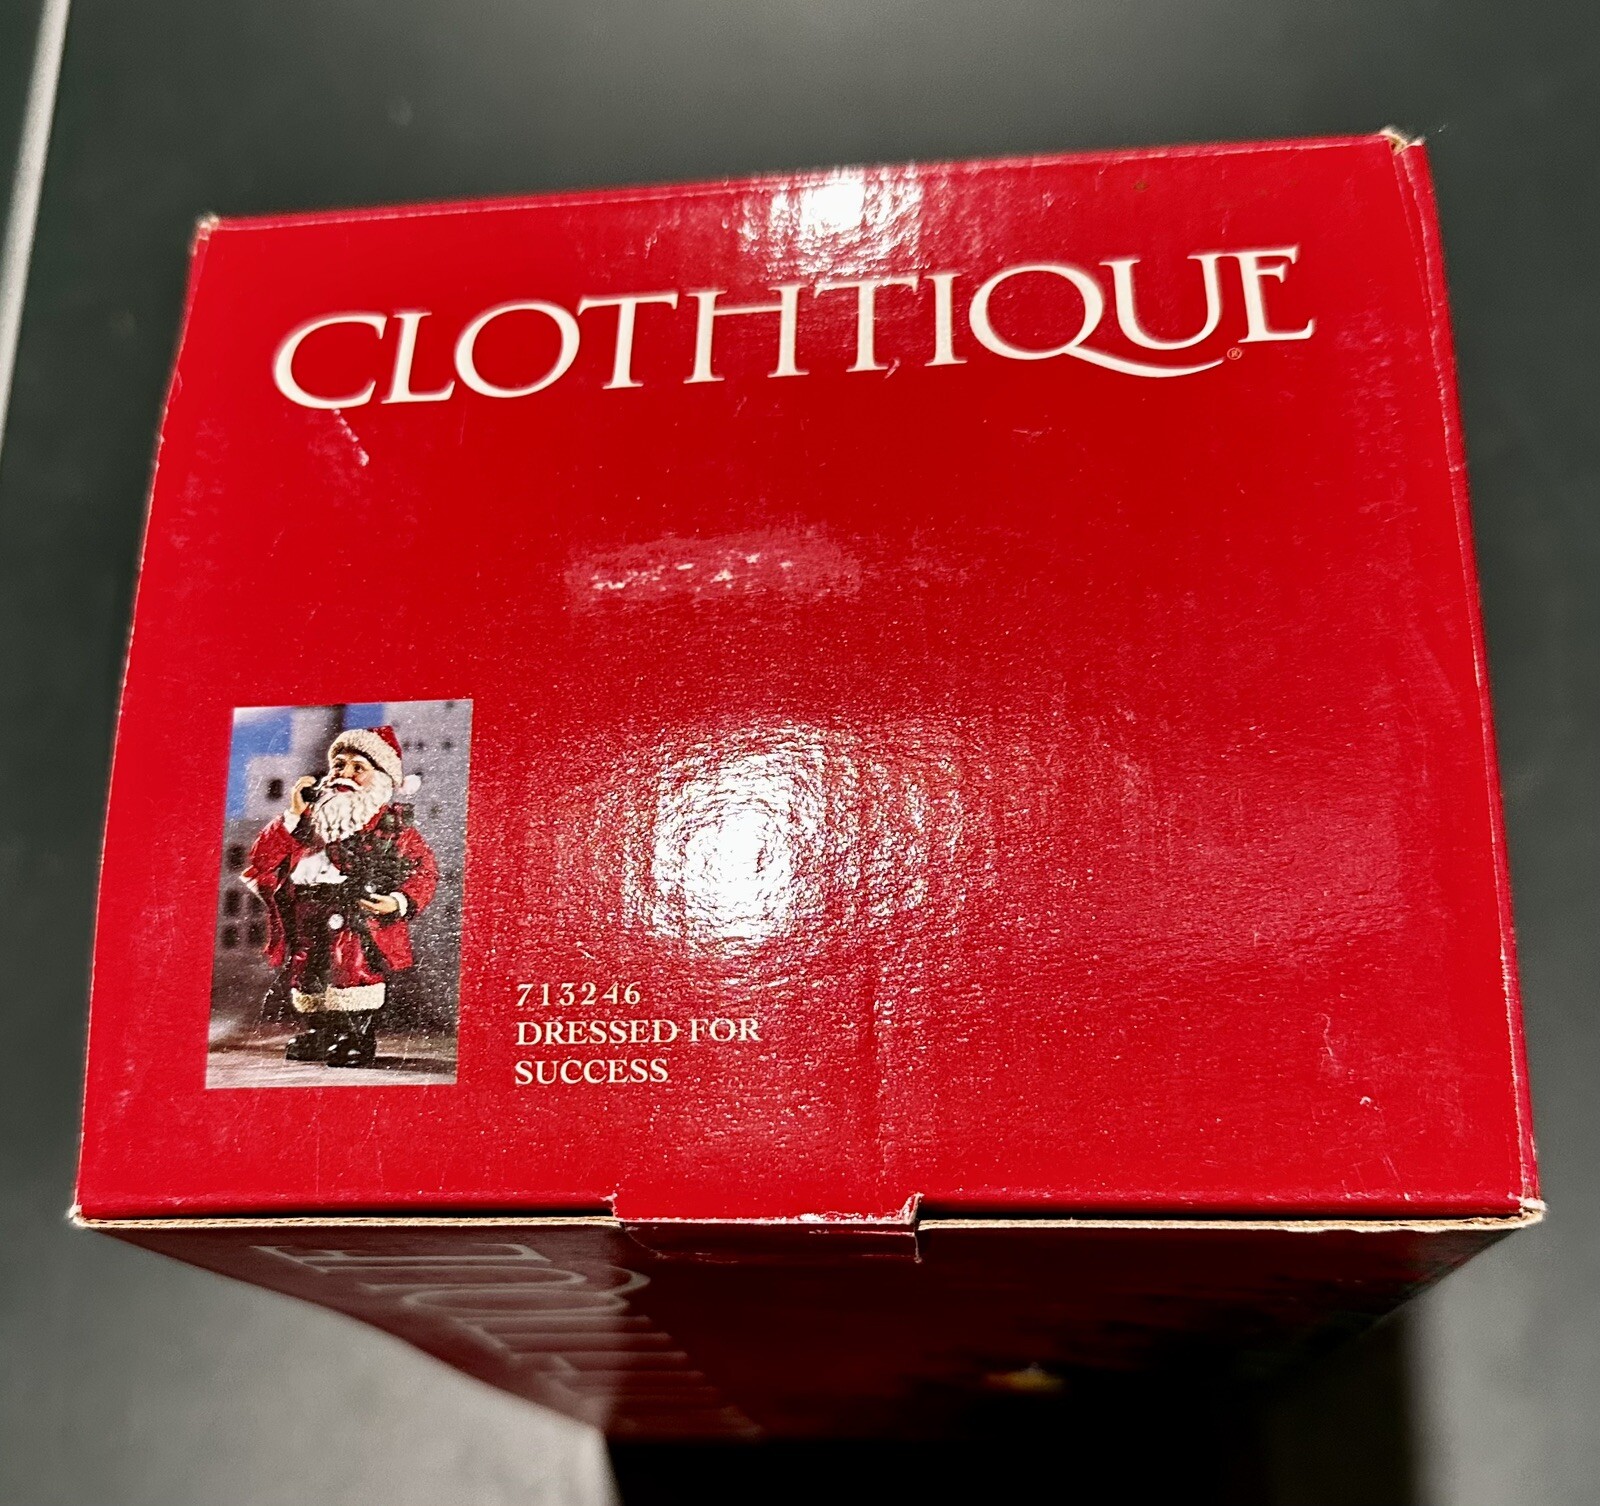 CLOTHTIQUE®
713246
DRESSED FOR
SUCCESS